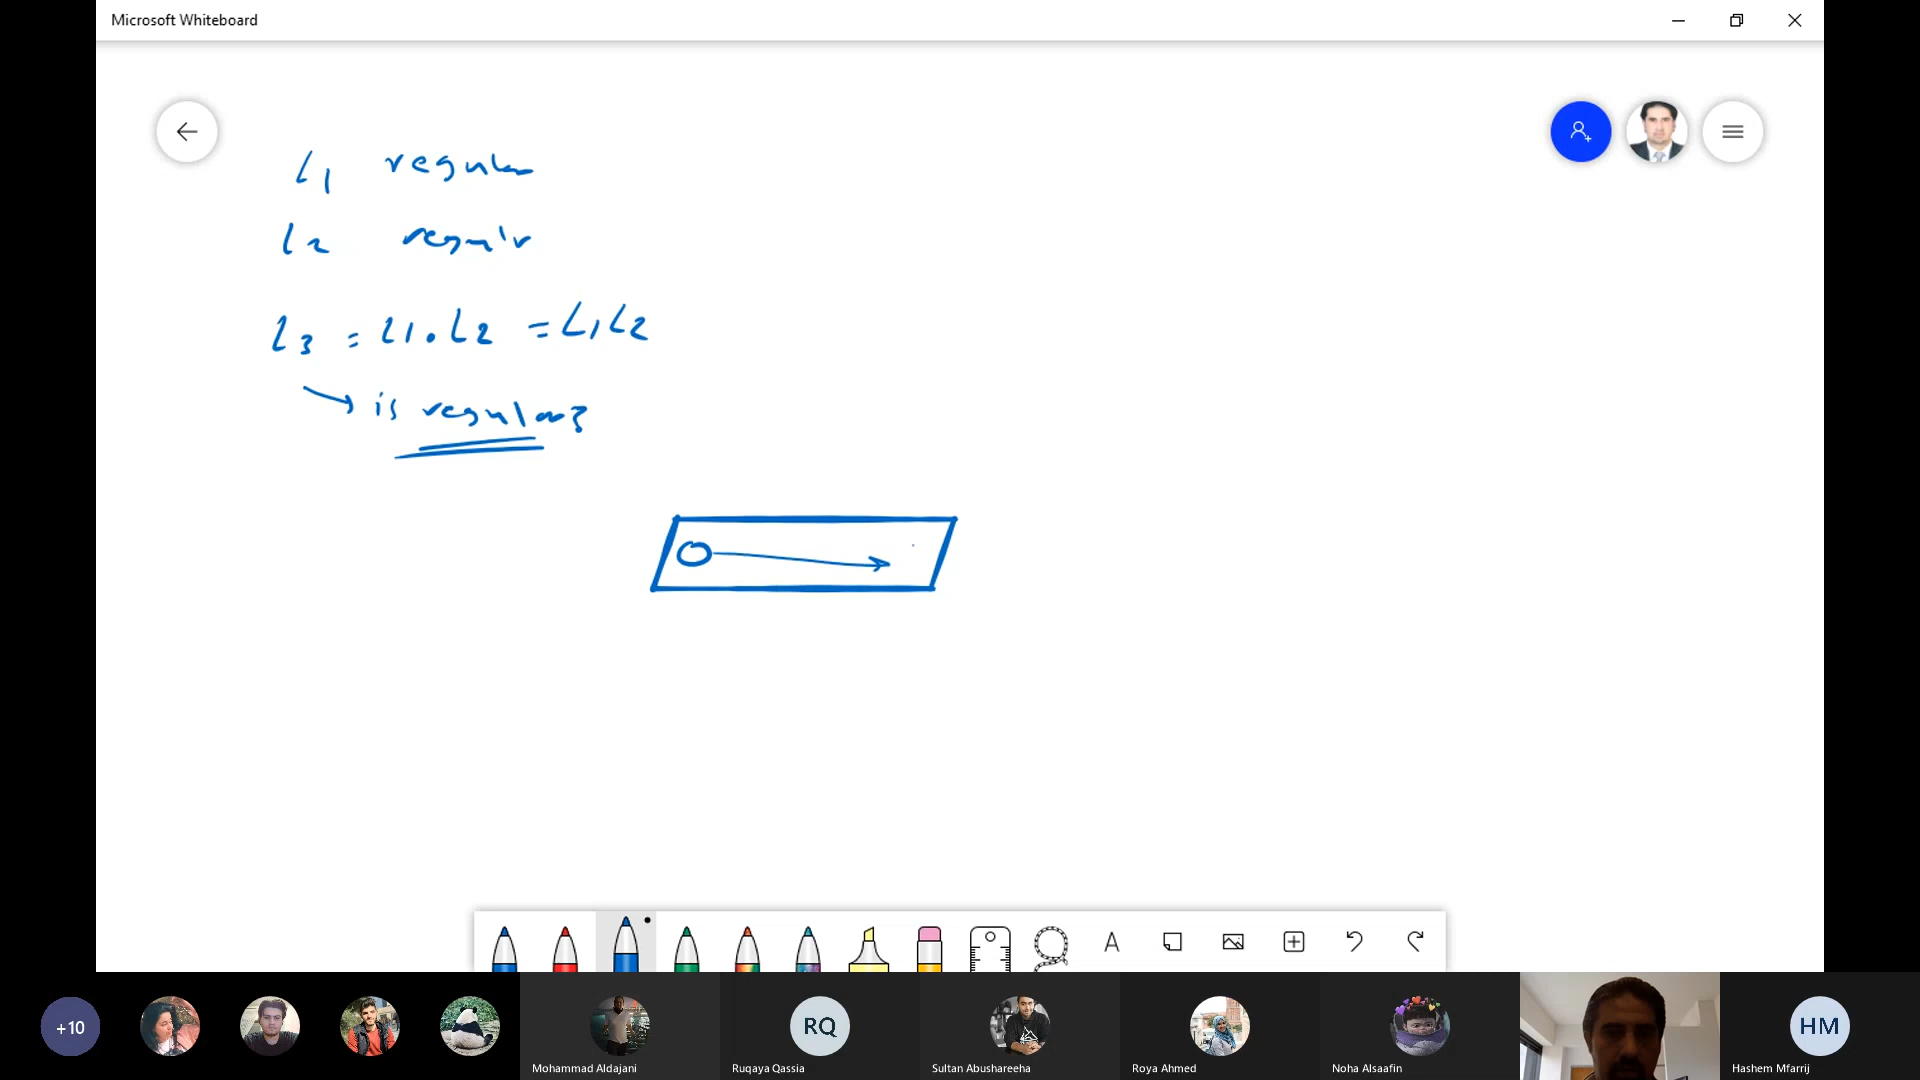 Microsoft Whiteboard
L1 regular
L2 regular
L3 = L1.L2 = L1L2
→ is regular?
A
+10
RQ
HM
Mohammad Aldajani
Ruqaya Qassia
Sultan Abushareeha
Roya Ahmed
Noha Alsaafin
Hashem Mfarrij